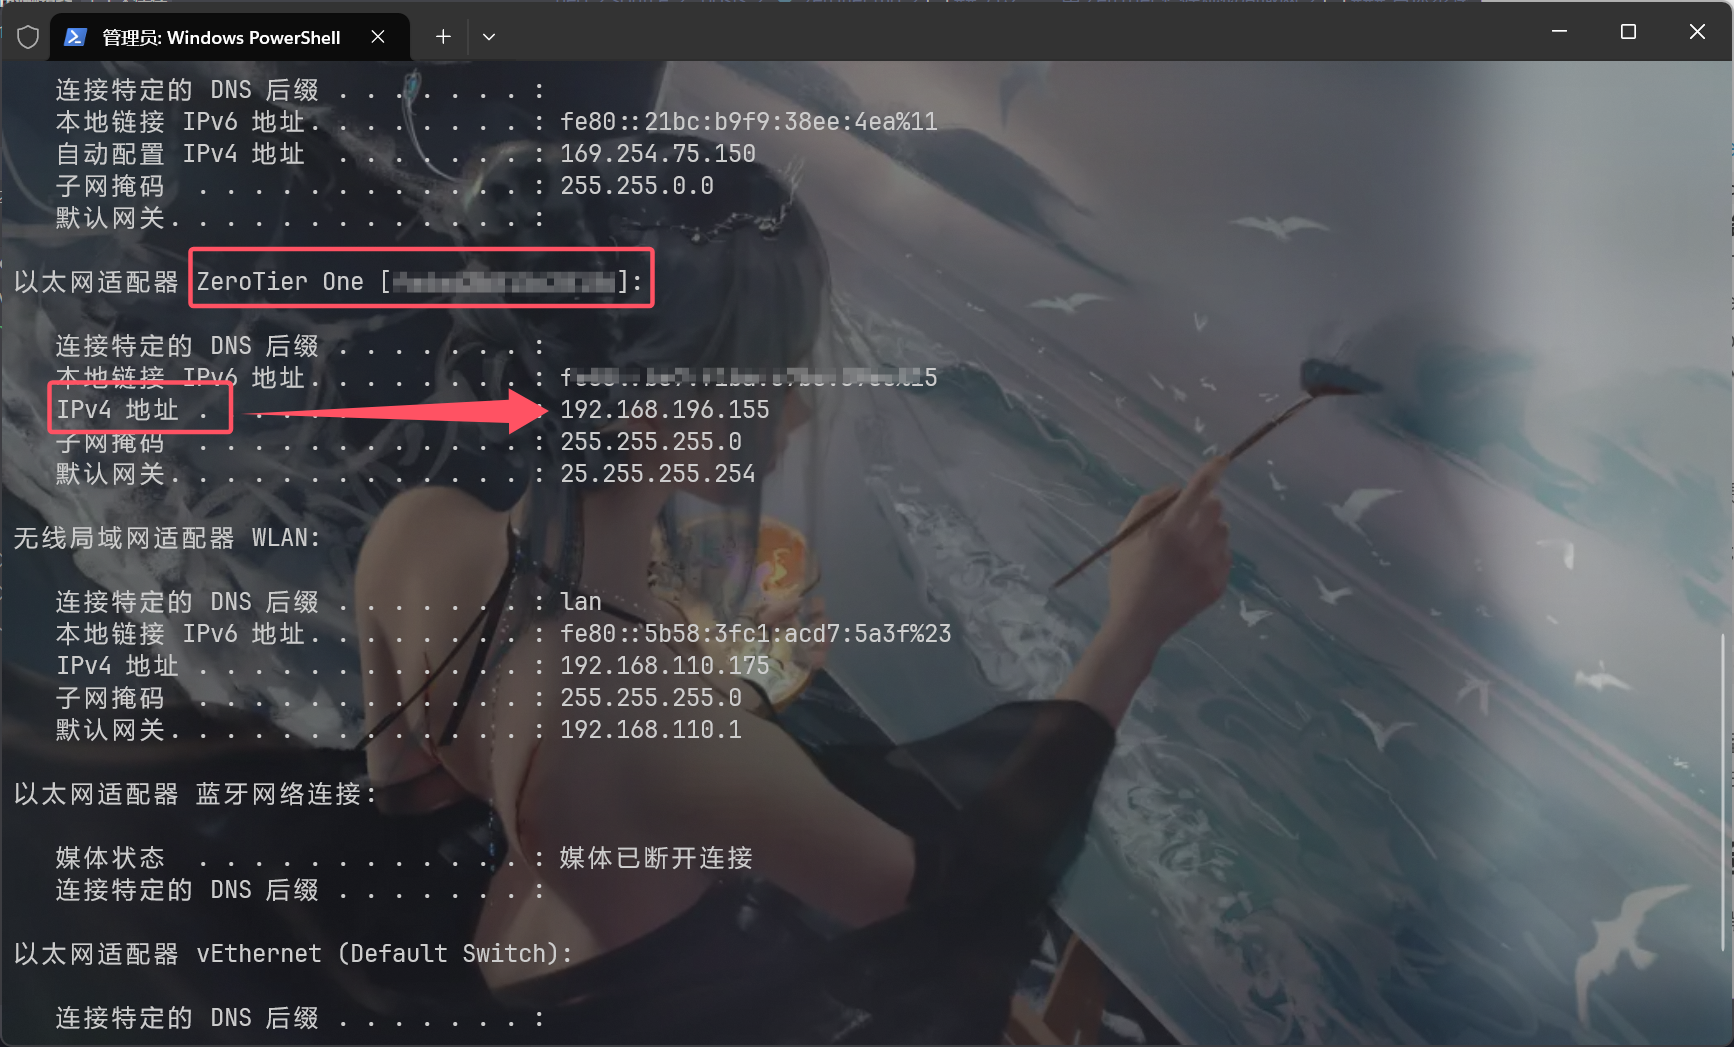 管理员: Windows PowerShell
连接特定的 DNS 后缀 . . . . . . . :
本地链接 IPv6 地址. . . . . . . . : fe80::21bc:b9f9:38ee:4ea%11
自动配置 IPv4 地址 . . . . . . . : 169.254.75.150
子网掩码 . . . . . . . . . . . . : 255.255.0.0
默认网关. . . . . . . . . . . . . :
以太网适配器 ZeroTier One []:
连接特定的 DNS 后缀 . . . . . . . :
本地链接 IPv6 地址. . . . . . . . :
IPv4 地址 . . . . . . . . . . . . : 192.168.196.155
子网掩码 . . . . . . . . . . . . : 255.255.255.0
默认网关. . . . . . . . . . . . . : 25.255.255.254
无线局域网适配器 WLAN:
连接特定的 DNS 后缀 . . . . . . . : lan
本地链接 IPv6 地址. . . . . . . . : fe80::5b58:3fc1:acd7:5a3f%23
IPv4 地址 . . . . . . . . . . . . : 192.168.110.175
子网掩码 . . . . . . . . . . . . : 255.255.255.0
默认网关. . . . . . . . . . . . . : 192.168.110.1
以太网适配器 蓝牙网络连接:
媒体状态 . . . . . . . . . . . . : 媒体已断开连接
连接特定的 DNS 后缀 . . . . . . . :
以太网适配器 vEthernet (Default Switch):
连接特定的 DNS 后缀 . . . . . . . :